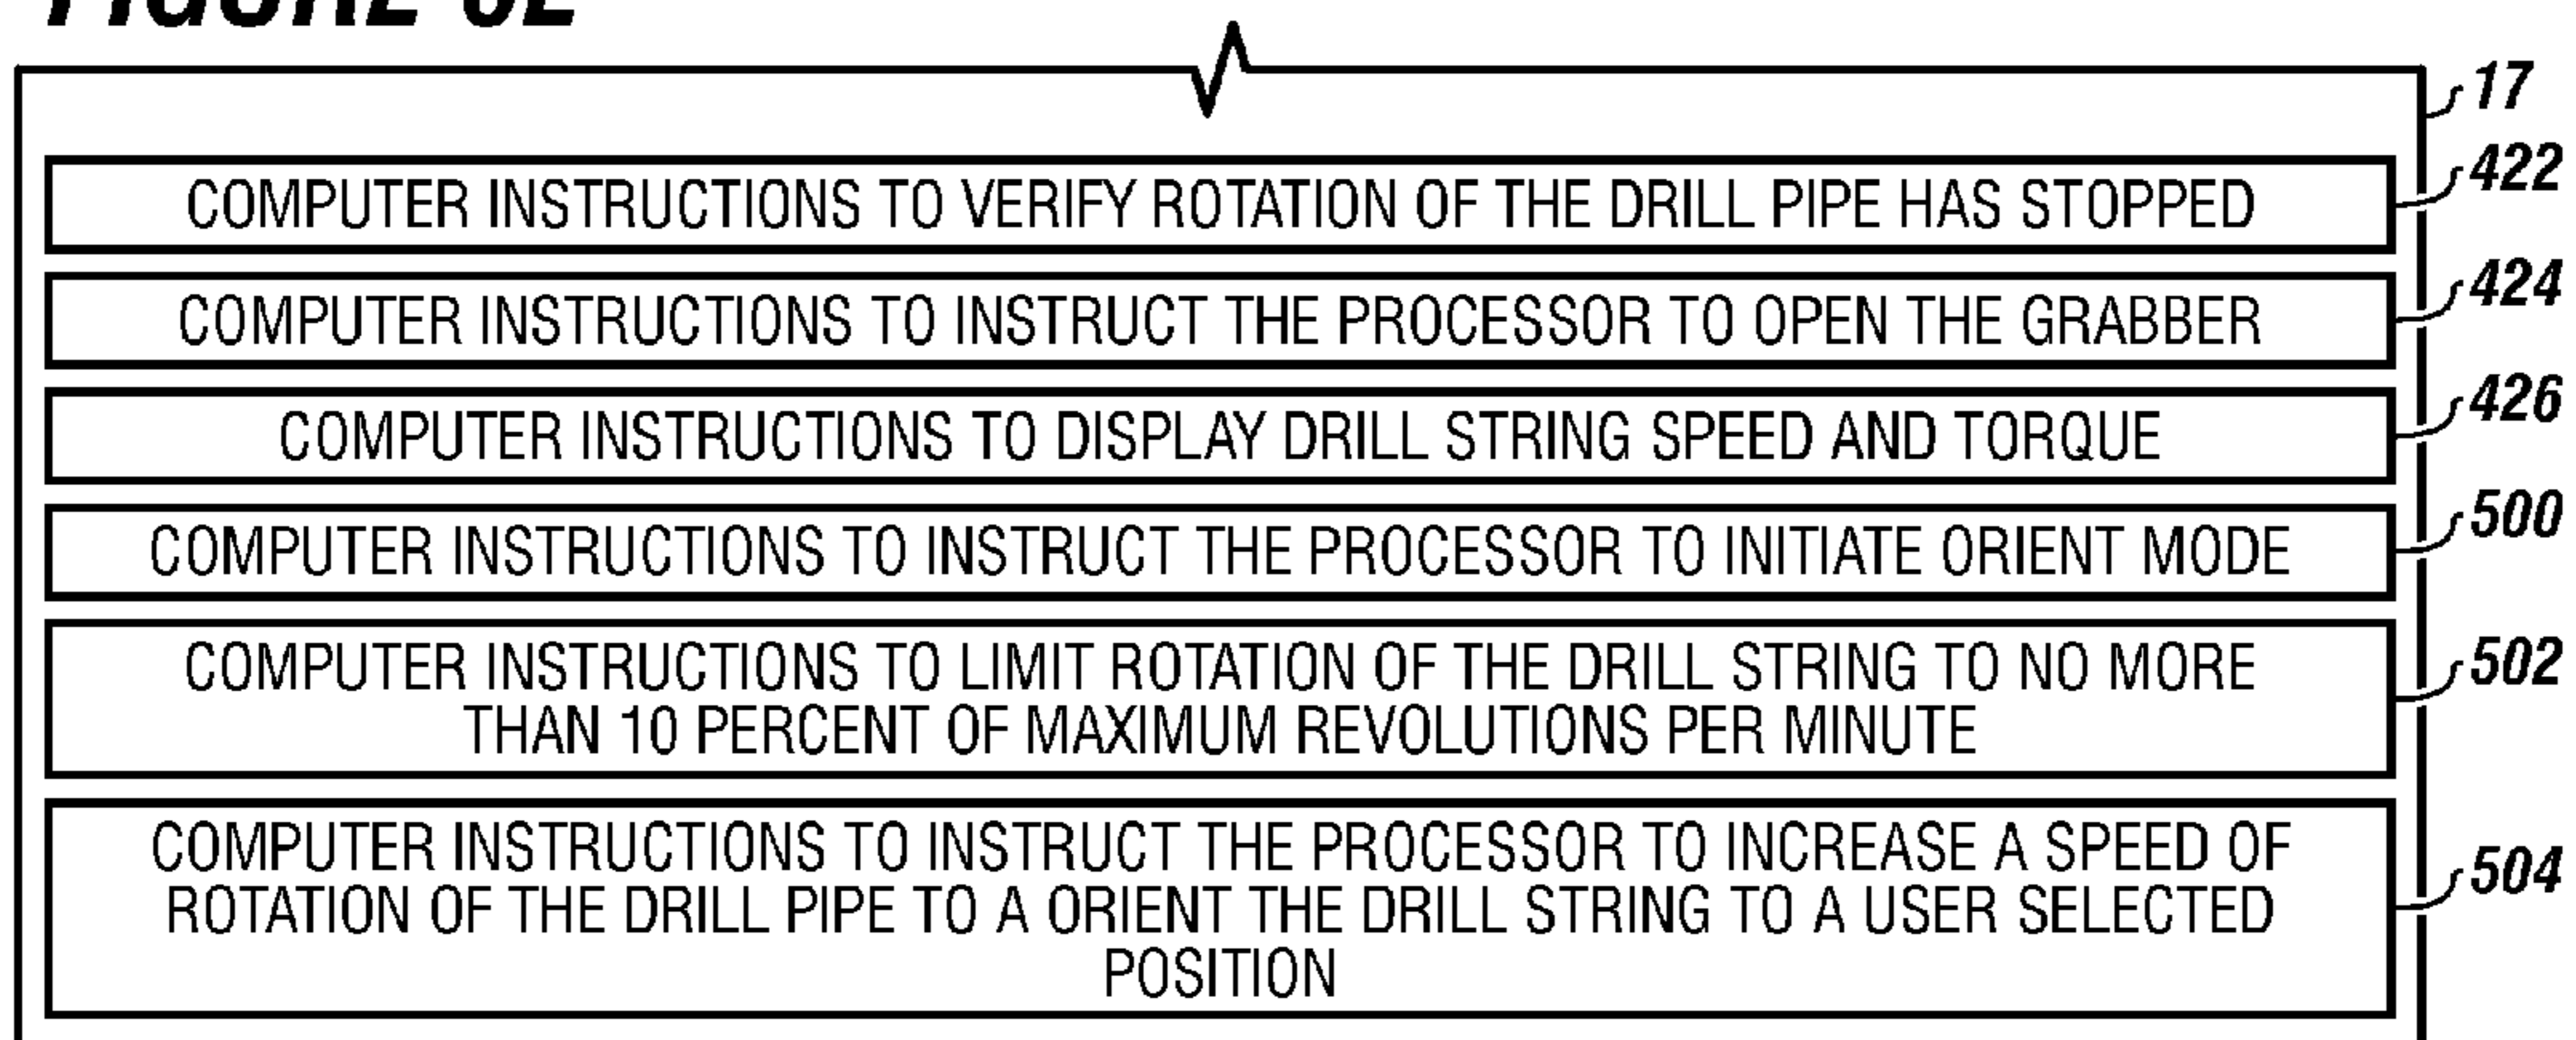 FIGURE
17
COMPUTER INSTRUCTIONS TO VERIFY ROTATION OF THE DRILL PIPE HAS STOPPED
422
COMPUTER INSTRUCTIONS TO INSTRUCT THE PROCESSOR TO OPEN THE GRABBER
424
COMPUTER INSTRUCTIONS TO DISPLAY DRILL STRING SPEED AND TORQUE
426
COMPUTER INSTRUCTIONS TO INSTRUCT THE PROCESSOR TO INITIATE ORIENT MODE
500
COMPUTER INSTRUCTIONS TO LIMIT ROTATION OF THE DRILL STRING TO NO MORE
THAN 10 PERCENT OF MAXIMUM REVOLUTIONS PER MINUTE
502
COMPUTER INSTRUCTIONS TO INSTRUCT THE PROCESSOR TO INCREASE A SPEED OF
ROTATION OF THE DRILL PIPE TO A ORIENT THE DRILL STRING TO A USER SELECTED
POSITION
504